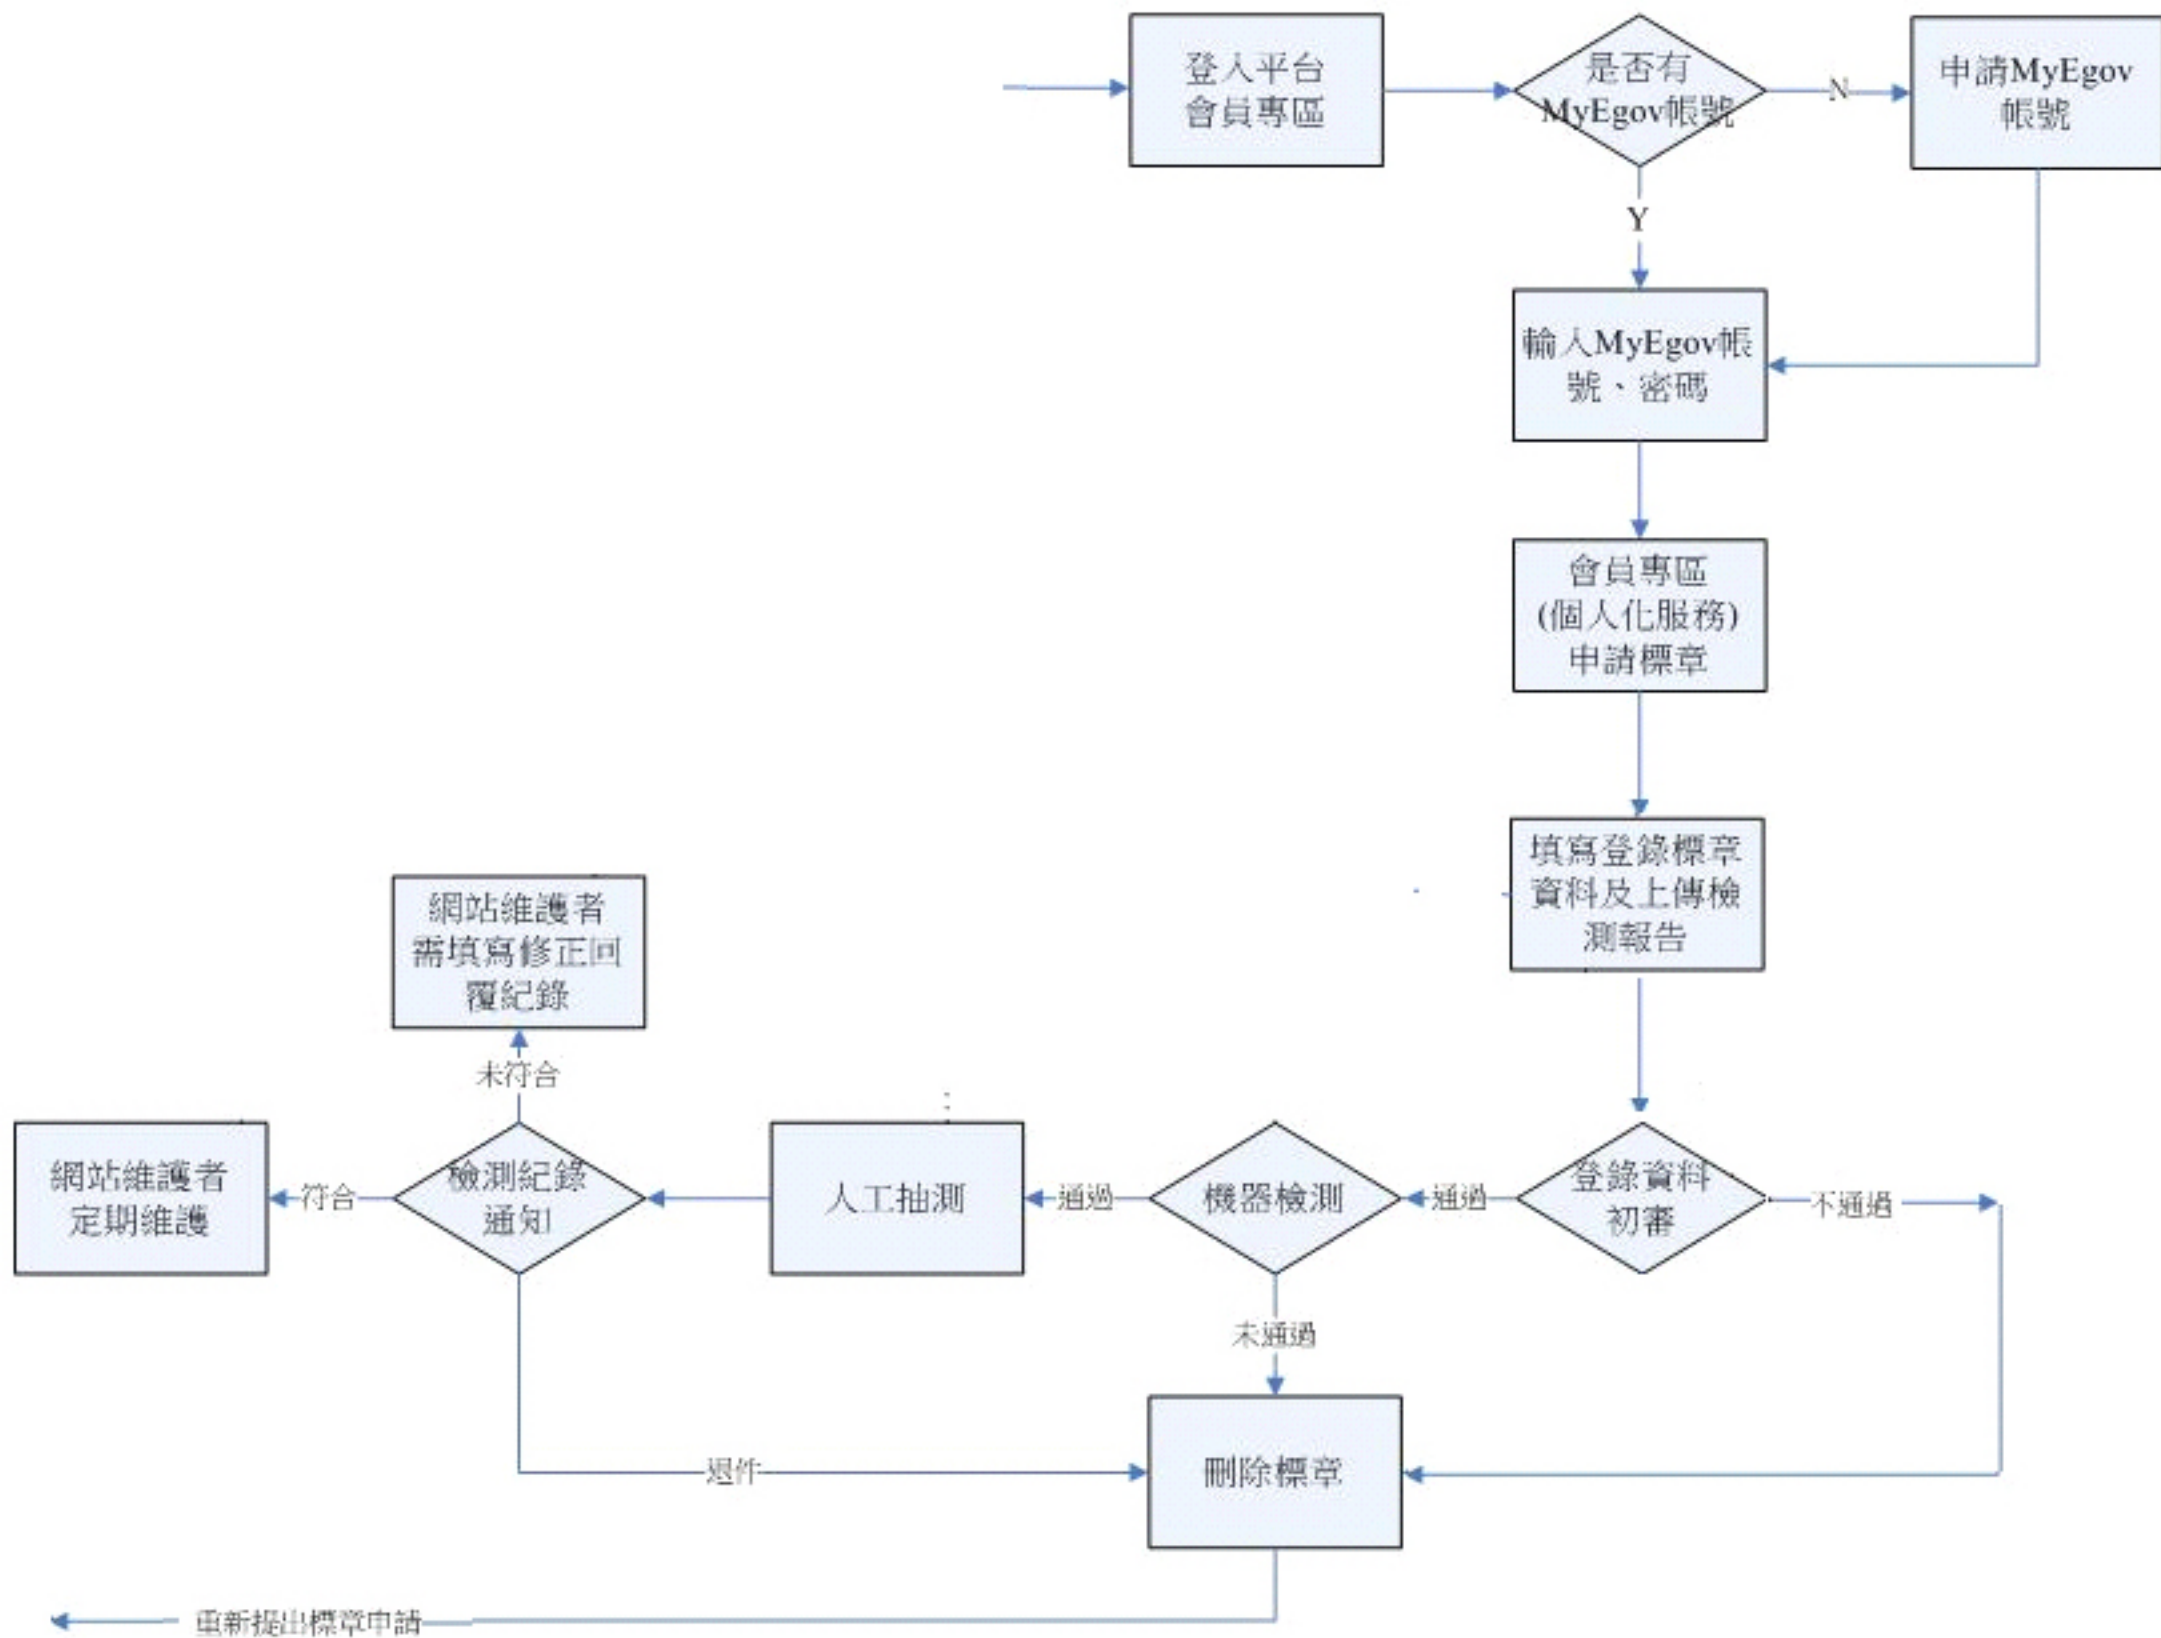 登入平台
會員專區
是否有
MyEgov帳號
N
申請MyEgov
帳號
Y
輸入MyEgov帳
號、密碼
會員專區
(個人化服務)
申請標章
填寫登錄標章
資料及上傳檢
測報告
網站維護者
需填寫修正回
覆紀錄
未符合
網站維護者
定期維護
符合
檢測紀錄
通知
人工抽測
通過
機器檢測
通過
登錄資料
初審
不通過
未通過
退件
刪除標章
重新提出標章申請